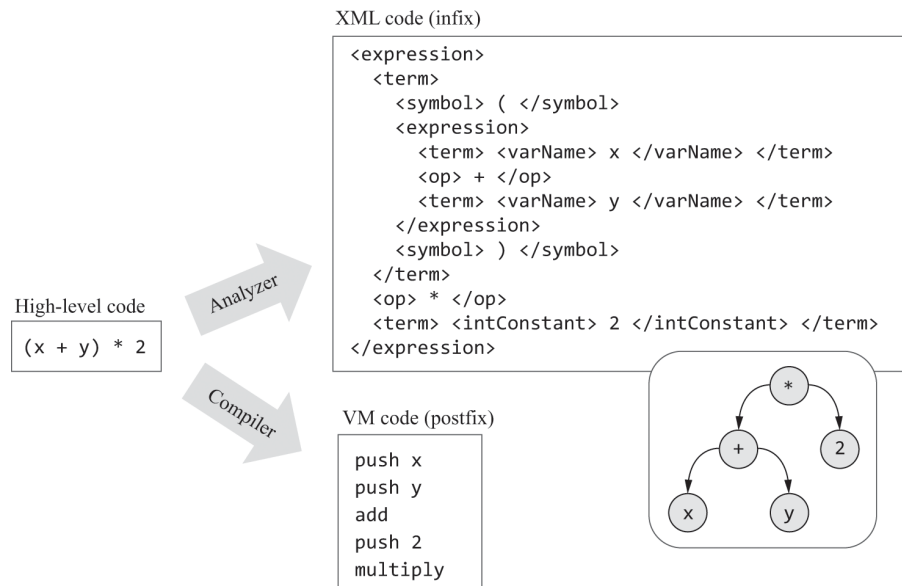 XML code (infix)
<expression>
  <term>
    <symbol> ( </symbol>
    <expression>
      <term> <varName> x </varName> </term>
      <op> + </op>
      <term> <varName> y </varName> </term>
    </expression>
    <symbol> ) </symbol>
  </term>
  <op> * </op>
  <term> <intConstant> 2 </intConstant> </term>
</expression>
Analyzer
High-level code
(x + y) * 2
Compiler
VM code (postfix)
push x
push y
add
push 2
multiply
*
+
2
x
y